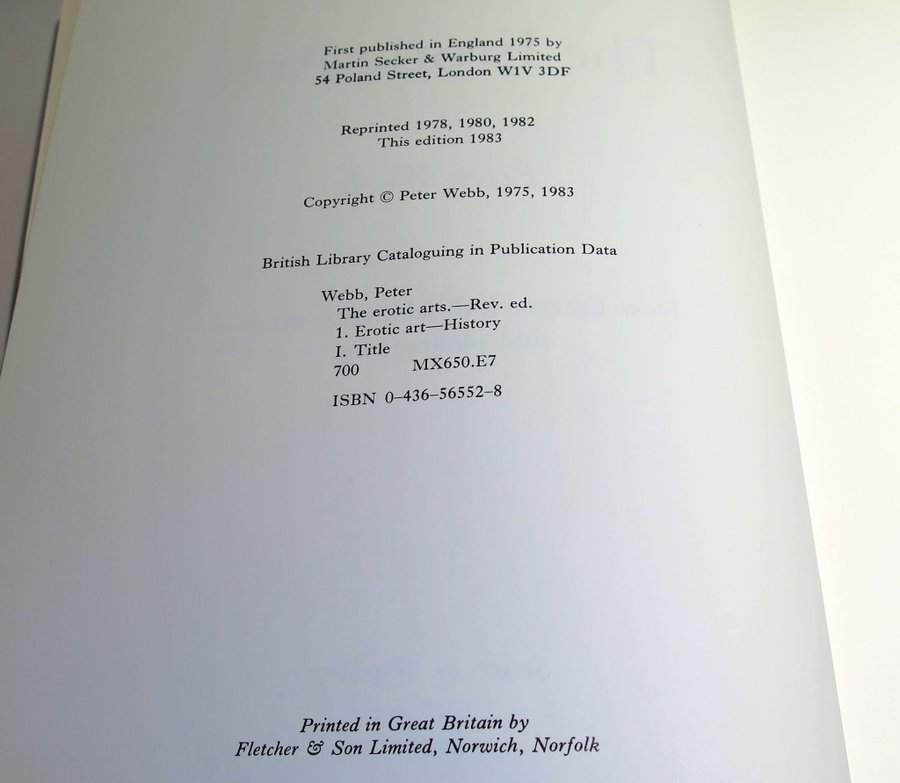 First published in England 1975 by
Martin Secker & Warburg Limited
54 Poland Street, London W1V 3DF
Reprinted 1978, 1980, 1982
This edition 1983
Copyright © Peter Webb, 1975, 1983
British Library Cataloguing in Publication Data
Webb, Peter
The erotic arts.—Rev. ed.
1. Erotic art—History
I. Title
700 MX650.E7
ISBN 0–436–56552–8
Printed in Great Britain by
Fletcher & Son Limited, Norwich, Norfolk